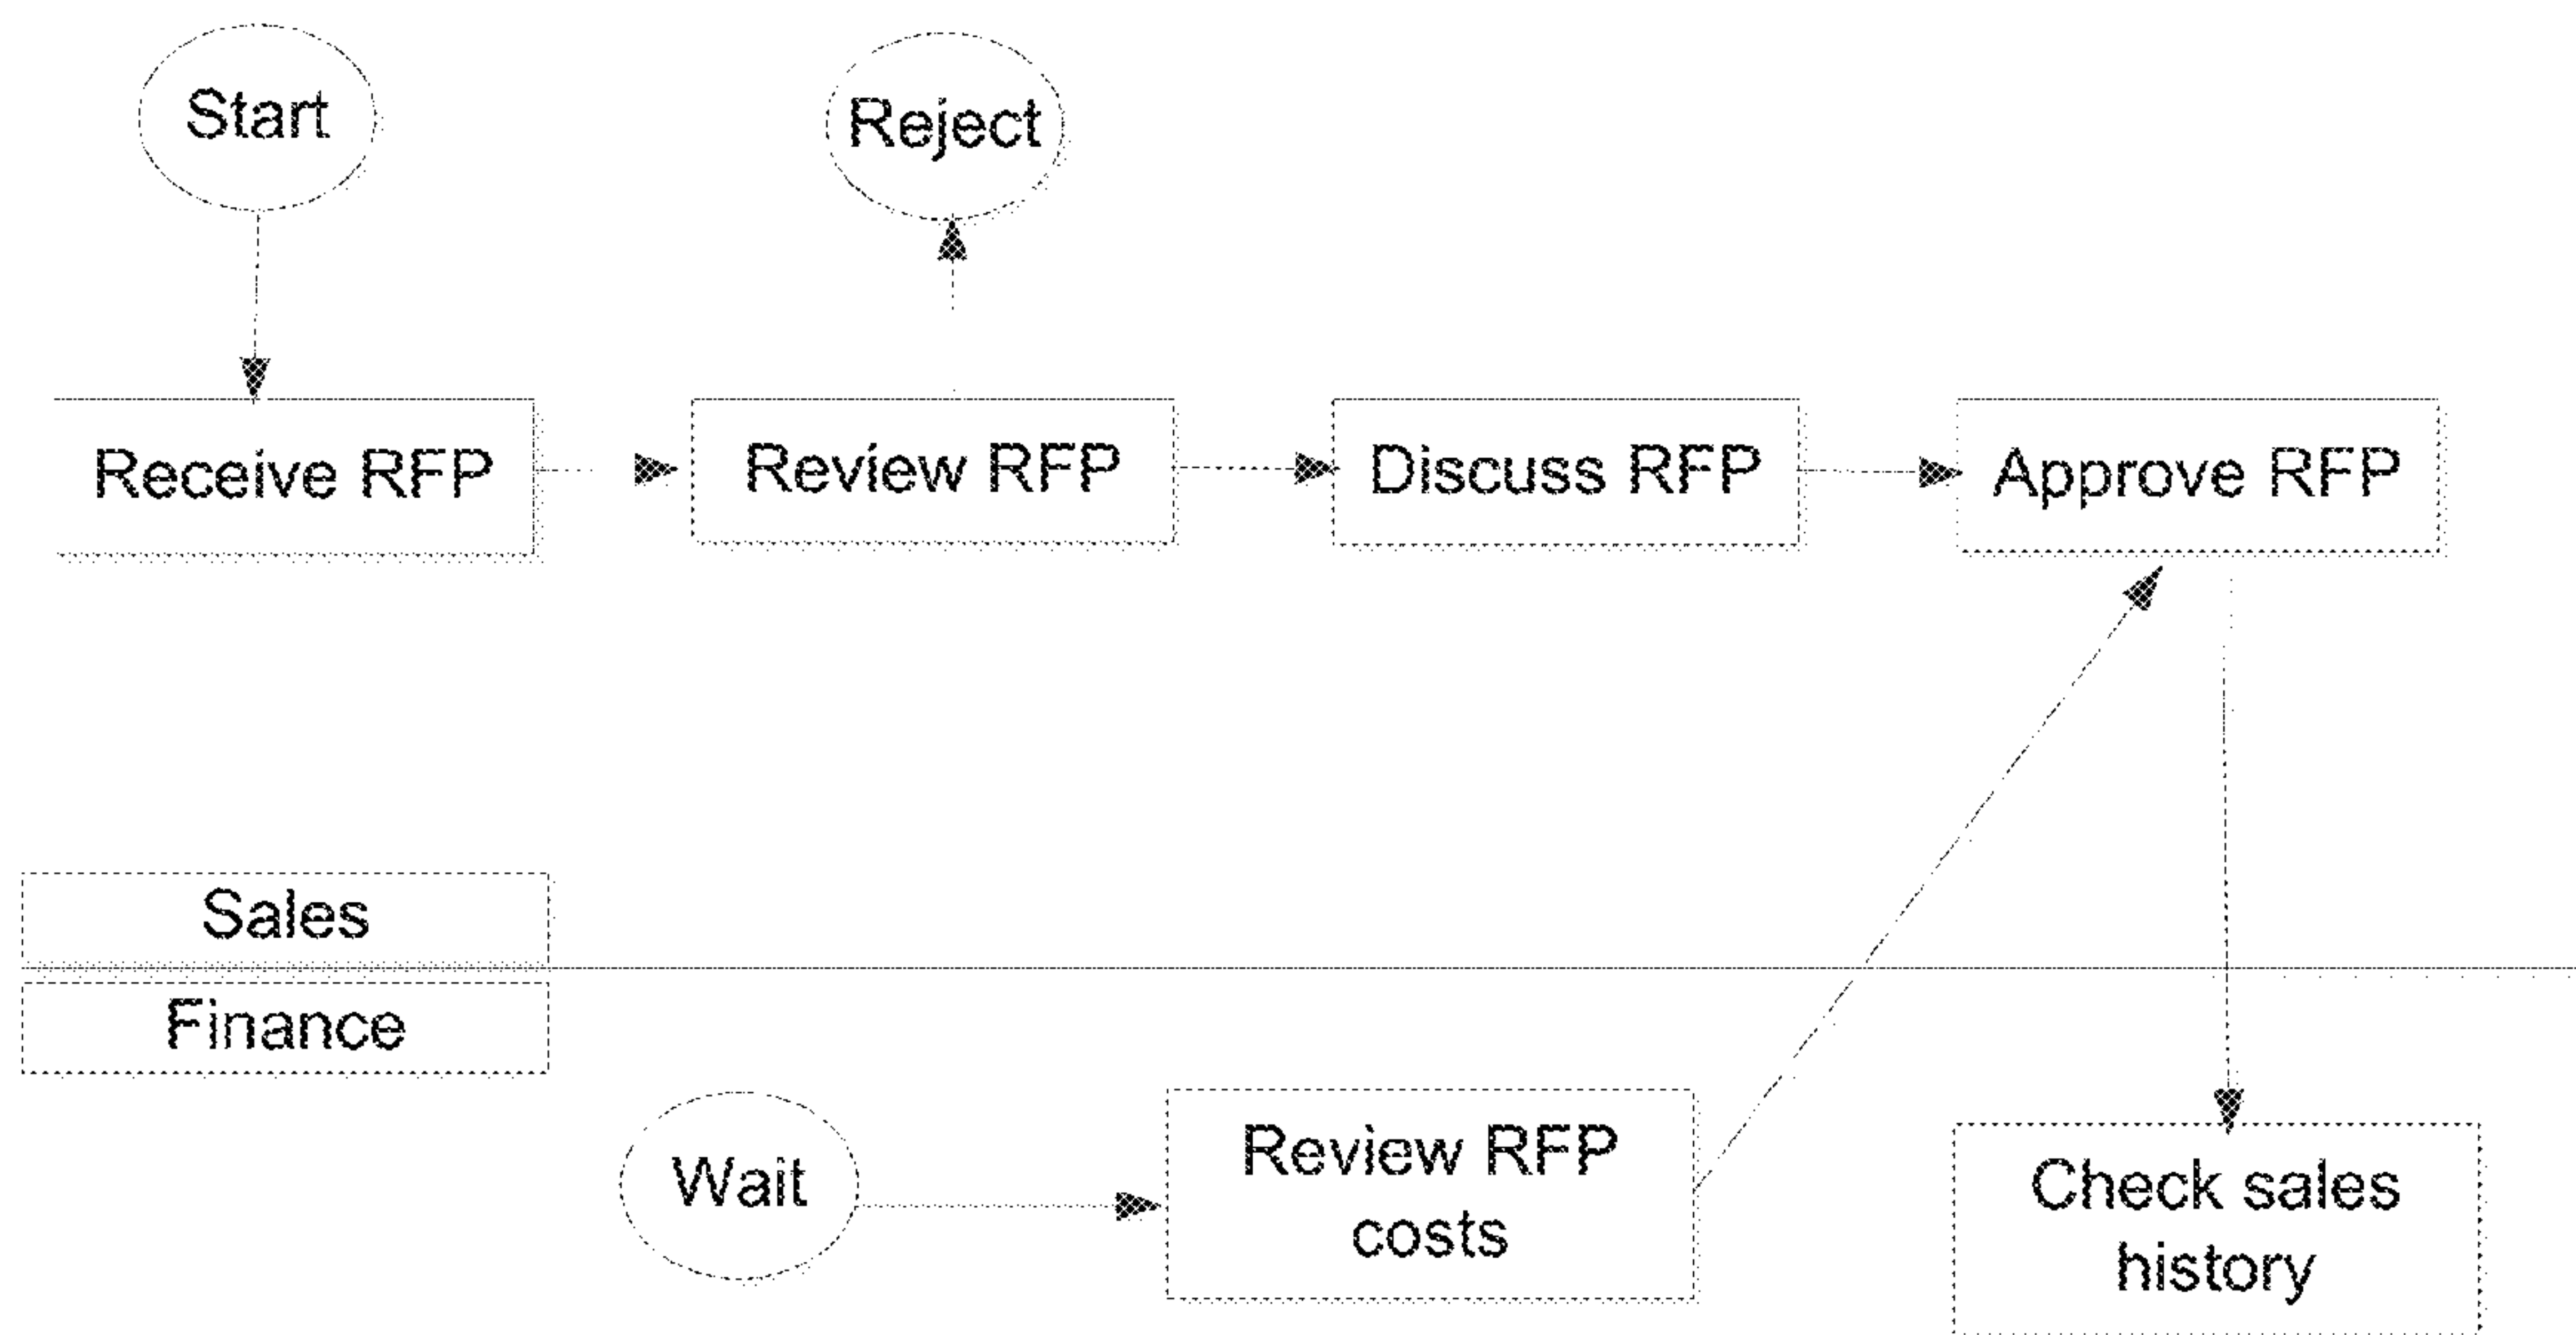 Start
Reject
Receive RFP
Review RFP
Discuss RFP
Approve RFP
Sales
Finance
Wait
Review RFP
costs
Check sales
history